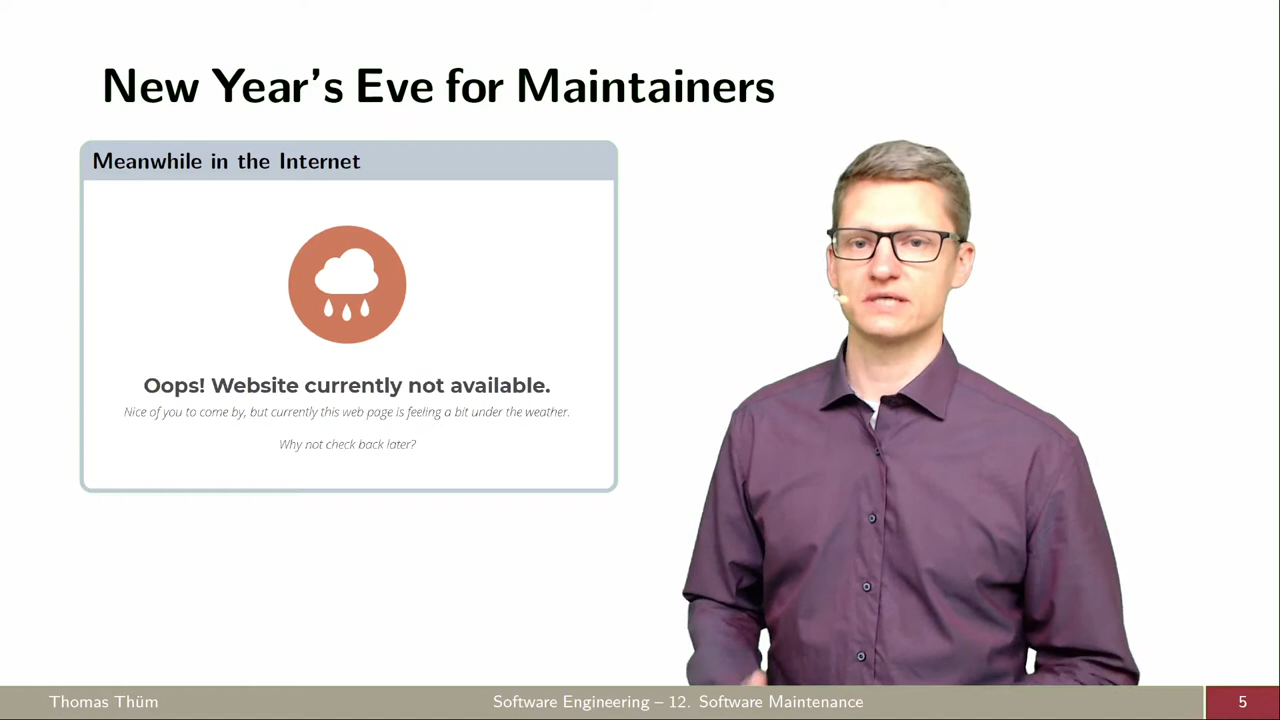 New Year's Eve for Maintainers
Meanwhile in the Internet
Oops! Website currently not available.
Nice of you to come by, but currently this web page is feeling a bit under the weather.
Why not check back later?
Thomas Thüm
Software Engineering – 12. Software Maintenance
5